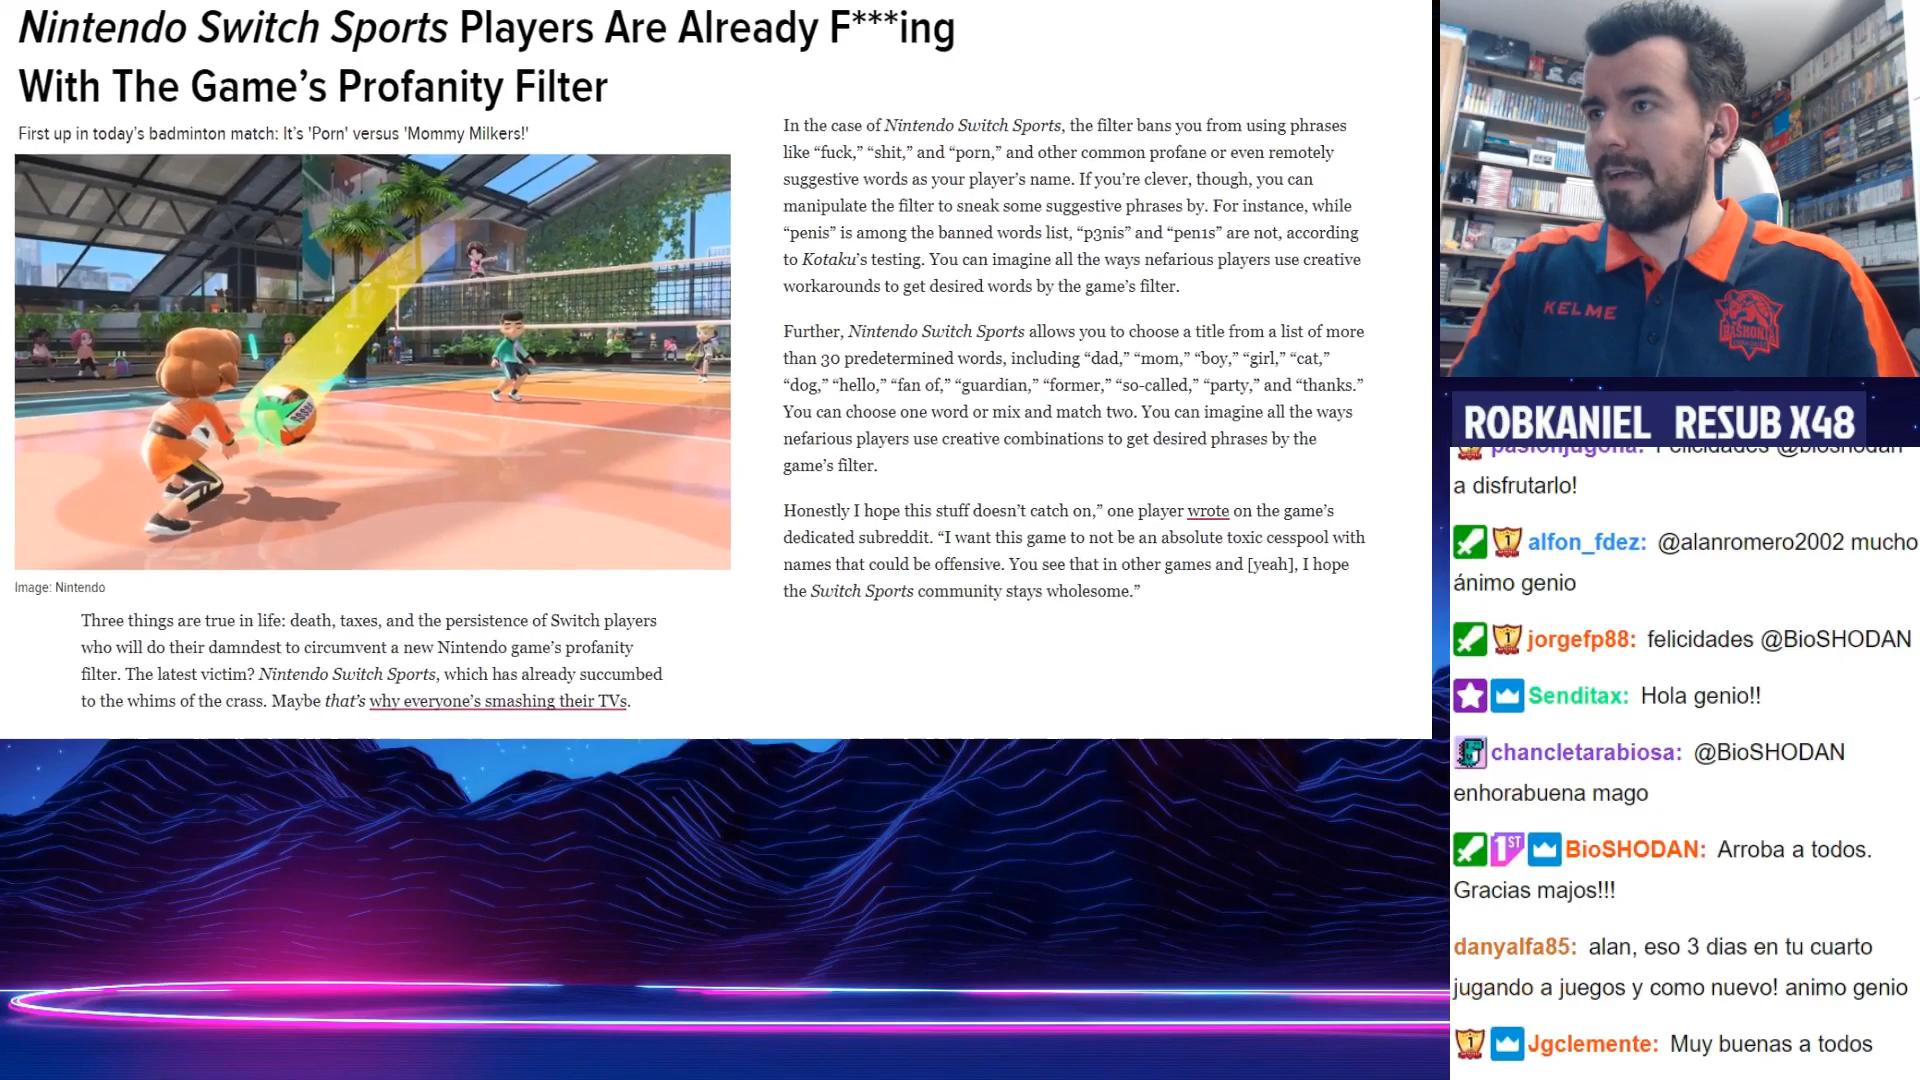 Nintendo Switch Sports Players Are Already F***ing
With The Game's Profanity Filter
First up in today's badminton match: It's 'Porn' versus 'Mommy Milkers!'
Image: Nintendo
Three things are true in life: death, taxes, and the persistence of Switch players
who will do their damndest to circumvent a new Nintendo game's profanity
filter. The latest victim? Nintendo Switch Sports, which has already succumbed
to the whims of the crass. Maybe that's why everyone's smashing their TVs.
In the case of Nintendo Switch Sports, the filter bans you from using phrases
like “fuck,” “shit,” and “porn,” and other common profane or even remotely
suggestive words as your player's name. If you're clever, though, you can
manipulate the filter to sneak some suggestive phrases by. For instance, while
“penis” is among the banned words list, “p3nis” and “pen1s” are not, according
to Kotaku's testing. You can imagine all the ways nefarious players use creative
workarounds to get desired words by the game's filter.
Further, Nintendo Switch Sports allows you to choose a title from a list of more
than 30 predetermined words, including “dad,” “mom,” “boy,” “girl,” “cat,”
“dog,” “hello,” “fan of,” “guardian,” “former,” “so-called,” “party,” and “thanks.”
You can choose one word or mix and match two. You can imagine all the ways
nefarious players use creative combinations to get desired phrases by the
game's filter.
Honestly I hope this stuff doesn't catch on,” one player wrote on the game's
dedicated subreddit. “I want this game to not be an absolute toxic cesspool with
names that could be offensive. You see that in other games and [yeah], I hope
the Switch Sports community stays wholesome.”
KELME
BASKONIA
ROBKANIEL RESUB X48
pasionjugona: Felicidades @bioshodan
a disfrutarlo!
alfon_fdez: @alanromero2002 mucho
ánimo genio
jorgefp88: felicidades @BioSHODAN
Senditax: Hola genio!!
chancletarabiosa: @BioSHODAN
enhorabuena mago
1ST BioSHODAN: Arroba a todos.
Gracias majos!!!
danyalfa85: alan, eso 3 dias en tu cuarto
jugando a juegos y como nuevo! animo genio
Jgclemente: Muy buenas a todos